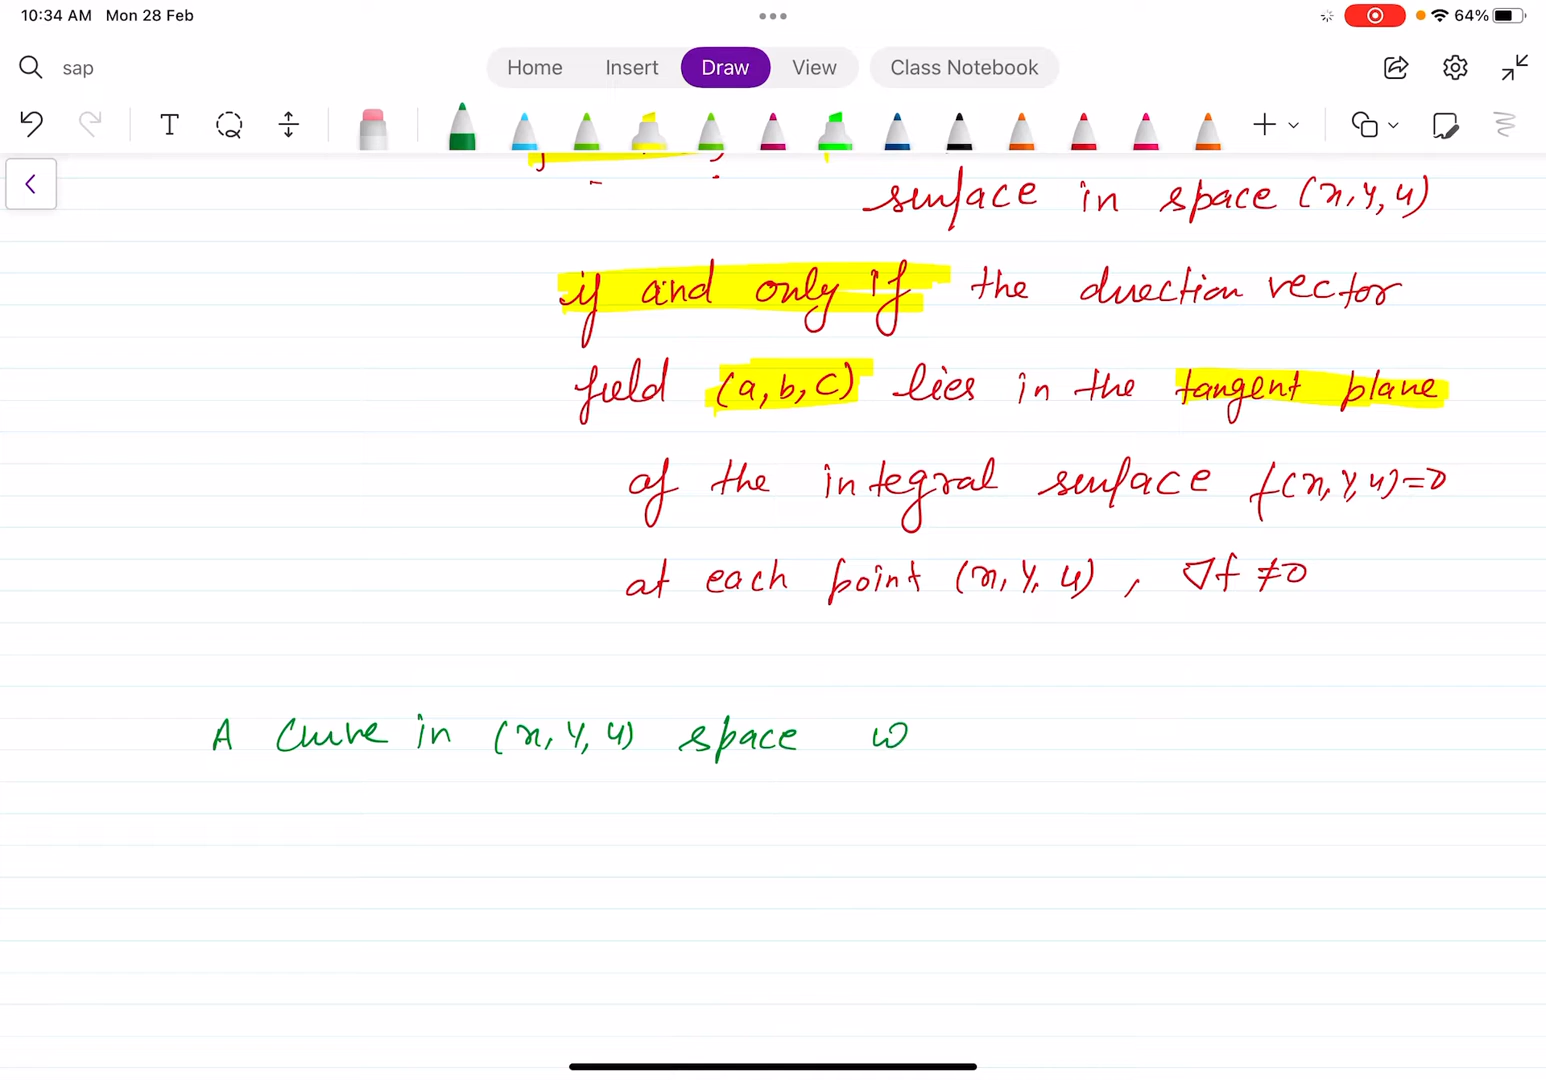 10:34 AM Mon 28 Feb
64%
sap
Home Insert Draw View Class Notebook
T
surface in space (x, y, u)
if and only if the direction vector
field (a, b, c) lies in the tangent plane
of the integral surface f(x, y, u) = 0
at each point (x, y, u) , ∇f ≠ 0
A Curve in (x, y, u) space w